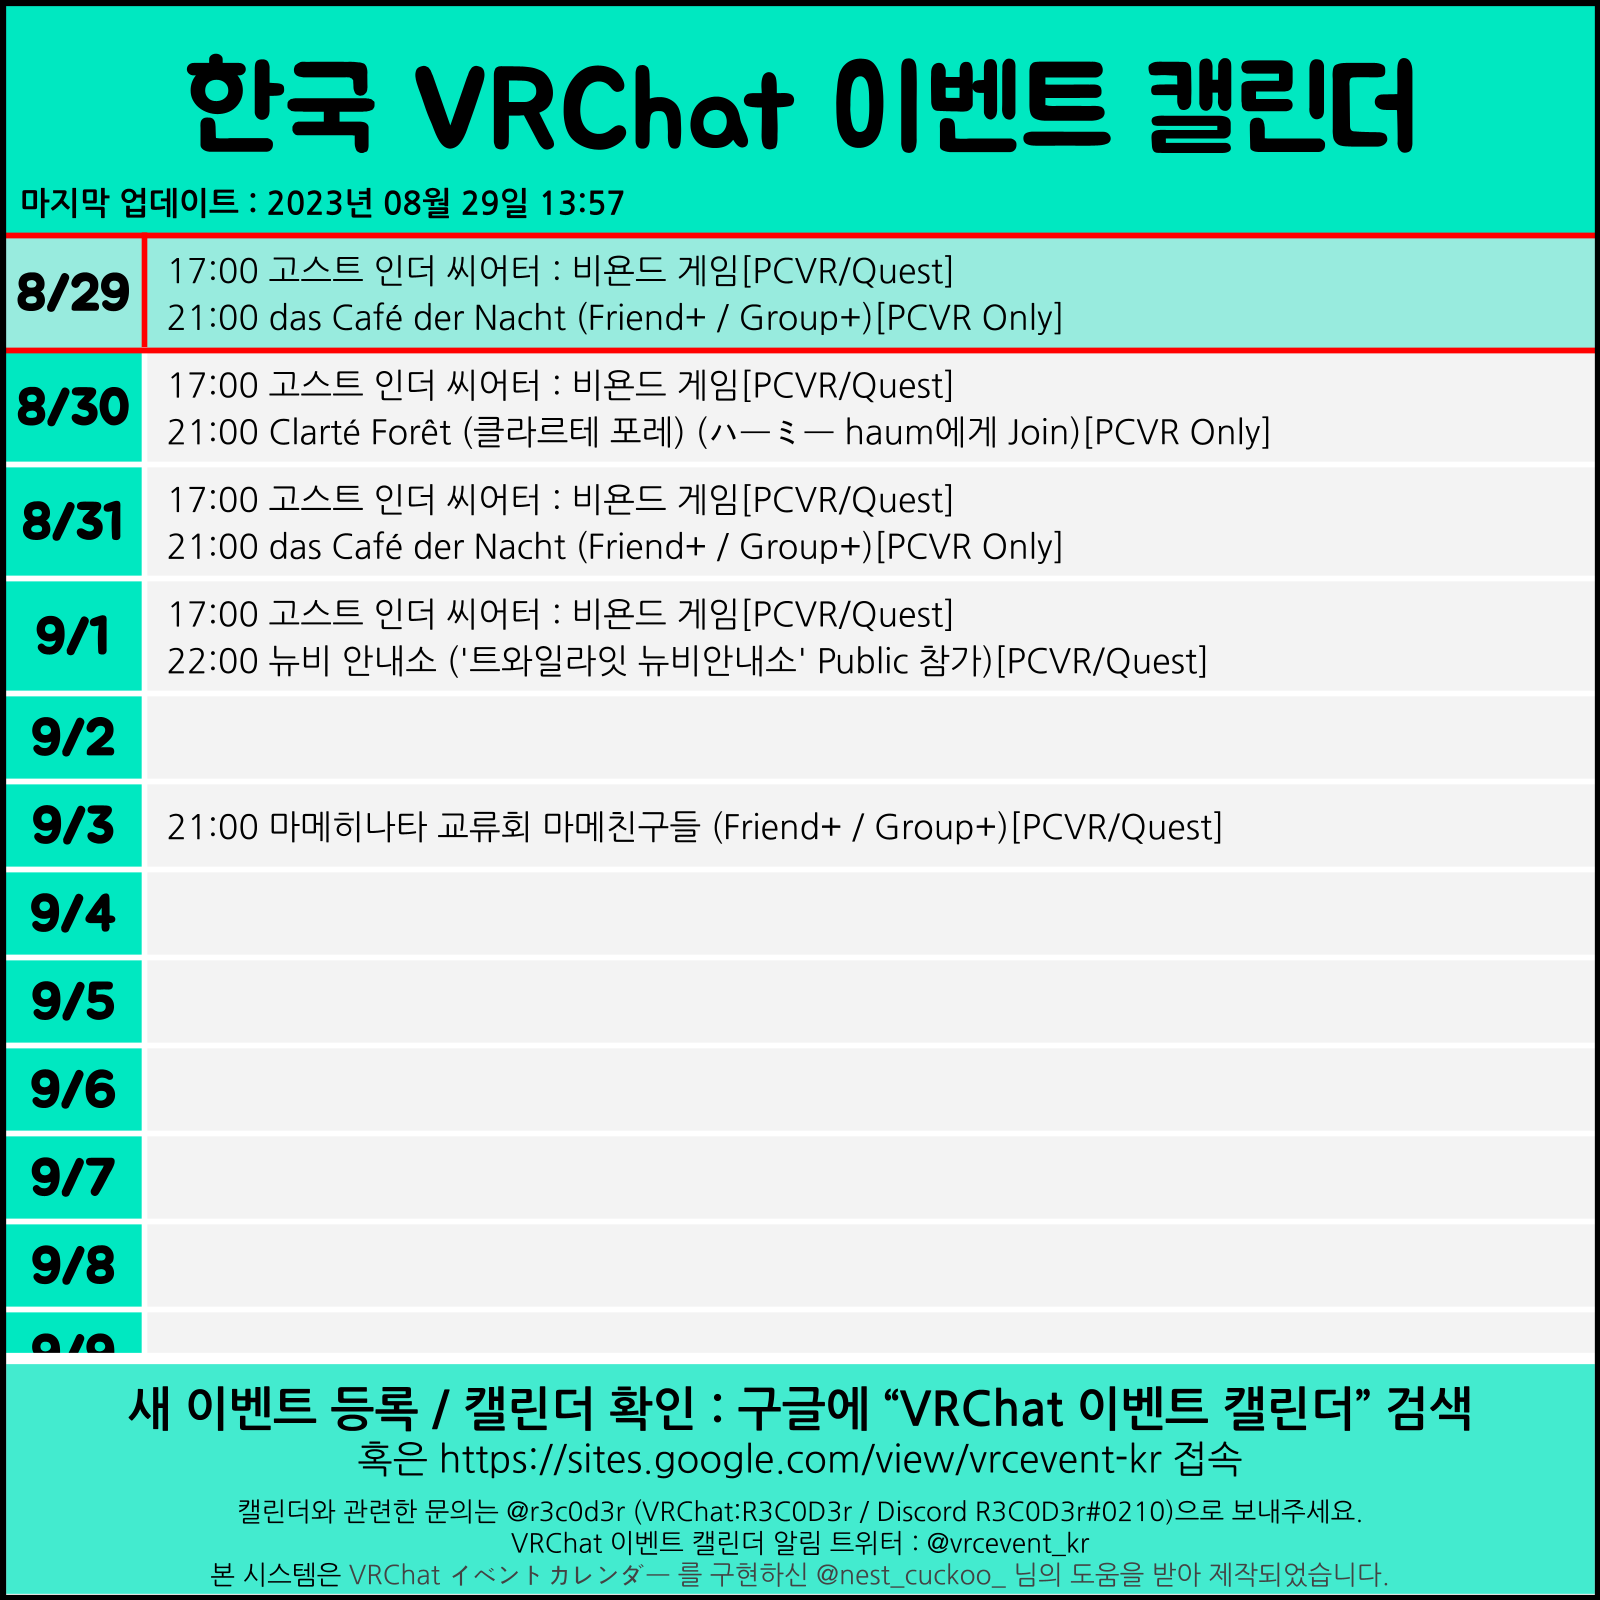 한국 VRChat 이벤트 캘린더
마지막 업데이트 : 2023년 08월 29일 13:57
8/29
17:00 고스트 인더 씨어터 : 비욘드 게임[PCVR/Quest]
21:00 das Café der Nacht (Friend+ / Group+)[PCVR Only]
8/30
17:00 고스트 인더 씨어터 : 비욘드 게임[PCVR/Quest]
21:00 Clarté Forêt (클라르테 포레) (ハーミー haum에게 Join)[PCVR Only]
8/31
17:00 고스트 인더 씨어터 : 비욘드 게임[PCVR/Quest]
21:00 das Café der Nacht (Friend+ / Group+)[PCVR Only]
9/1
17:00 고스트 인더 씨어터 : 비욘드 게임[PCVR/Quest]
22:00 뉴비 안내소 ('트와일라잇 뉴비안내소' Public 참가)[PCVR/Quest]
9/2
9/3
21:00 마메히나타 교류회 마메친구들 (Friend+ / Group+)[PCVR/Quest]
9/4
9/5
9/6
9/7
9/8
9/9
새 이벤트 등록 / 캘린더 확인 : 구글에 “VRChat 이벤트 캘린더” 검색
혹은 https://sites.google.com/view/vrcevent-kr 접속
캘린더와 관련한 문의는 @r3c0d3r (VRChat:R3C0D3r / Discord R3C0D3r#0210)으로 보내주세요.
VRChat 이벤트 캘린더 알림 트위터 : @vrcevent_kr
본 시스템은 VRChat イベントカレンダー 를 구현하신 @nest_cuckoo_ 님의 도움을 받아 제작되었습니다.